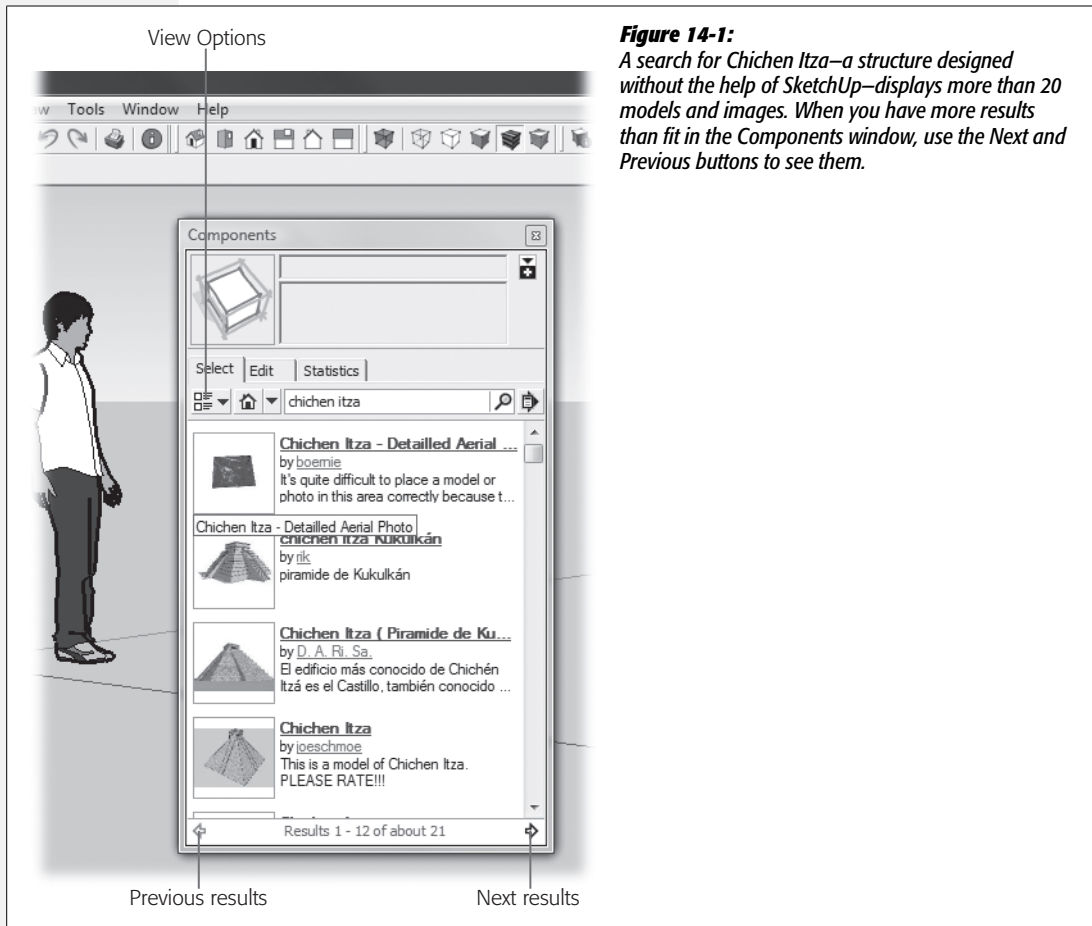 View Options
Figure 14-1:
A search for Chichen Itza—a structure designed
without the help of SketchUp—displays more than 20
models and images. When you have more results
than fit in the Components window, use the Next and
Previous buttons to see them.
Tools Window Help
Components
Select Edit Statistics
chichen itza
Chichen Itza - Detailled Aerial ...
by boernie
It's quite difficult to place a model or
photo in this area correctly because t...
Chichen Itza - Detailled Aerial Photo
chichen itza Kukulkán
by rik
piramide de Kukulkán
Chichen Itza ( Piramide de Ku...
by D. A. Ri. Sa.
El edificio más conocido de Chichén
Itzá es el Castillo, también conocido ...
Chichen Itza
by joeschmoe
This is a model of Chichen Itza.
PLEASE RATE!!!
Results 1 - 12 of about 21
Previous results
Next results